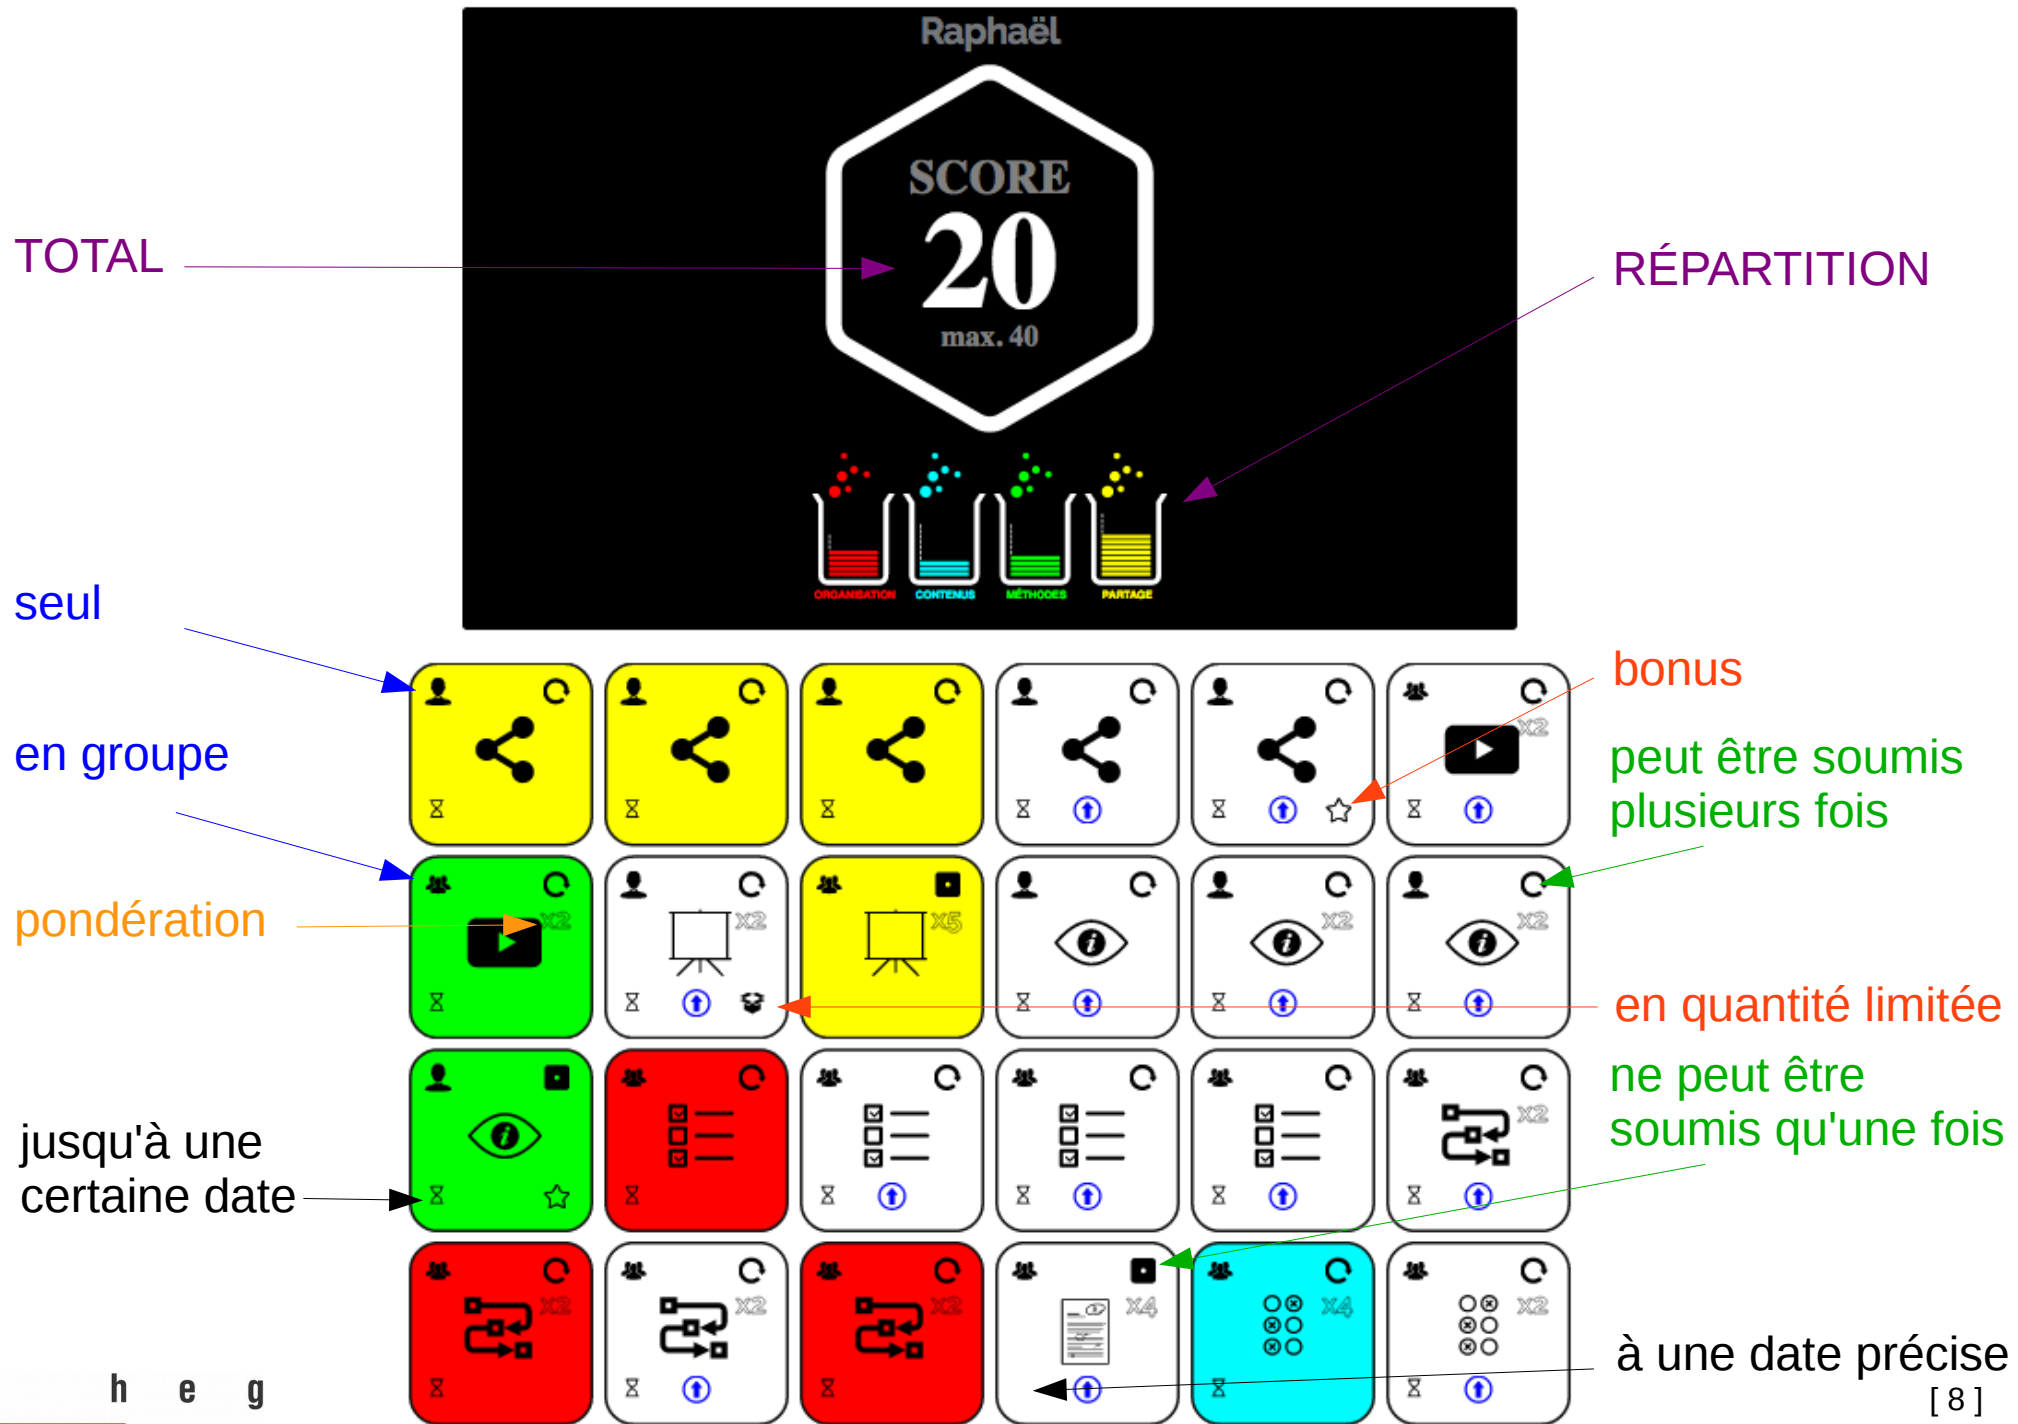 Raphaël
SCORE
20
max. 40
TOTAL
RÉPARTITION
ORGANISATION
CONTENUS
MÉTHODES
PARTAGE
seul
bonus
X2
en groupe
peut être soumis
plusieurs fois
pondération
X2
X2
X5
X2
X2
en quantité limitée
ne peut être
soumis qu'une fois
jusqu'à une
certaine date
X2
X2
X2
X2
X4
X4
X2
à une date précise
h e g
[ 8 ]